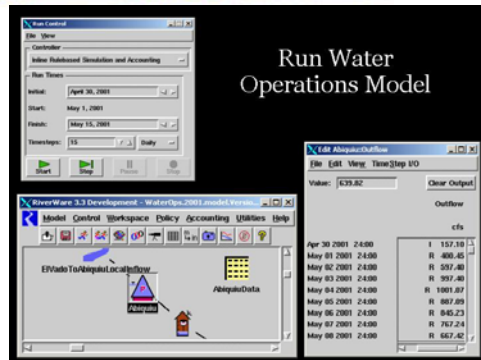 Run Control
File View
Controller
Inline Rulebased Simulation and Accounting
Run Times
Initial: April 30, 2001
Start: May 1, 2001
Finish: May 15, 2001
Timesteps: 15 Daily
Start Step Pause Stop
Run Water
Operations Model
Edit Abiquiu:Outflow
File Edit View TimeStep I/O
Value: 639.82 Clear Output
Outflow
cfs
Apr 30 2001 24:00 I 157.10
May 01 2001 24:00 R 400.45
May 02 2001 24:00 R 597.40
May 03 2001 24:00 R 997.40
May 04 2001 24:00 R 1001.07
May 05 2001 24:00 R 887.09
May 06 2001 24:00 R 845.23
May 07 2001 24:00 R 767.24
May 08 2001 24:00 R 667.42
RiverWare 3.3 Development - WaterOps.2001.model.Versio...
Model Control Workspace Policy Accounting Utilities Help
ElVadoToAbiquiuLocalInflow
Abiquiu
AbiquiuData